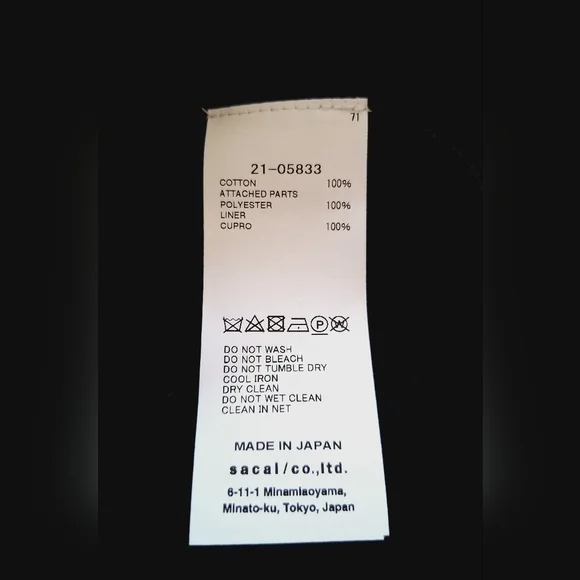 71
21-05833
COTTON 100%
ATTACHED PARTS
POLYESTER 100%
LINER
CUPRO 100%
P W
DO NOT WASH
DO NOT BLEACH
DO NOT TUMBLE DRY
COOL IRON
DRY CLEAN
DO NOT WET CLEAN
CLEAN IN NET
MADE IN JAPAN
sacai/co.,ltd.
6-11-1 Minamiaoyama,
Minato-ku, Tokyo, Japan